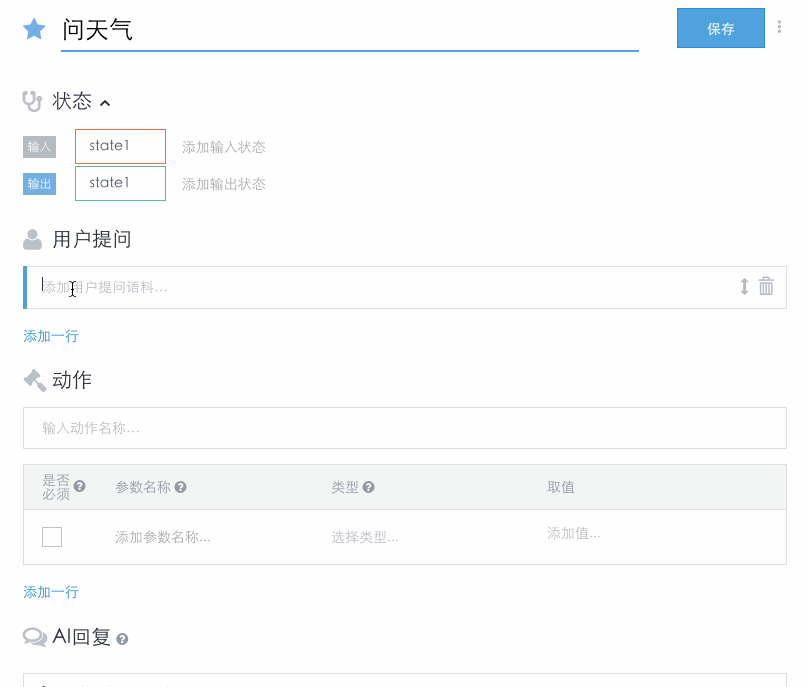 问天气
保存
状态
输入 state1 添加输入状态
输出 state1 添加输出状态
用户提问
添加用户提问语料...
添加一行
动作
输入动作名称...
是否必须 参数名称 类型 取值
添加参数名称... 选择类型... 添加值...
添加一行
AI回复